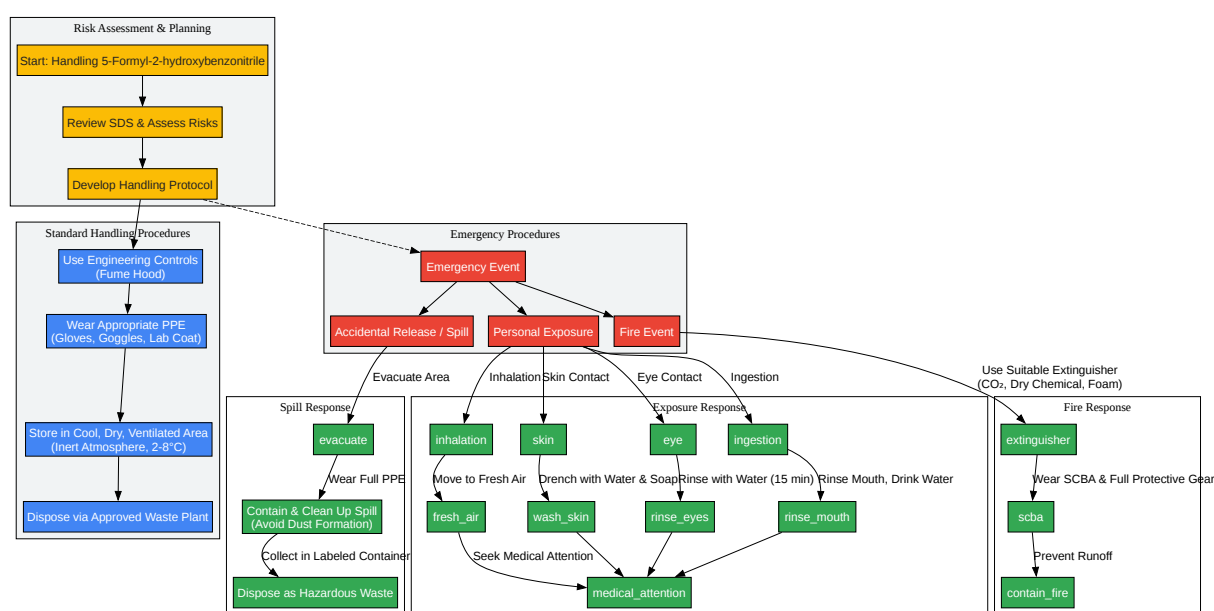 Risk Assessment & Planning
Start: Handling 5-Formyl-2-hydroxybenzonitrile
Review SDS & Assess Risks
Develop Handling Protocol
Standard Handling Procedures
Use Engineering Controls
(Fume Hood)
Wear Appropriate PPE
(Gloves, Goggles, Lab Coat)
Store in Cool, Dry, Ventilated Area
(Inert Atmosphere, 2-8°C)
Dispose via Approved Waste Plant
Emergency Procedures
Emergency Event
Accidental Release / Spill
Personal Exposure
Fire Event
Evacuate Area
Inhalation
Skin Contact
Eye Contact
Ingestion
Use Suitable Extinguisher
(CO₂, Dry Chemical, Foam)
Spill Response
evacuate
Wear Full PPE
Contain & Clean Up Spill
(Avoid Dust Formation)
Collect in Labeled Container
Dispose as Hazardous Waste
Exposure Response
inhalation
skin
eye
ingestion
Move to Fresh Air
Drench with Water & Soap
Rinse with Water (15 min)
Rinse Mouth, Drink Water
fresh_air
wash_skin
rinse_eyes
rinse_mouth
Seek Medical Attention
medical_attention
Fire Response
extinguisher
Wear SCBA & Full Protective Gear
scba
Prevent Runoff
contain_fire